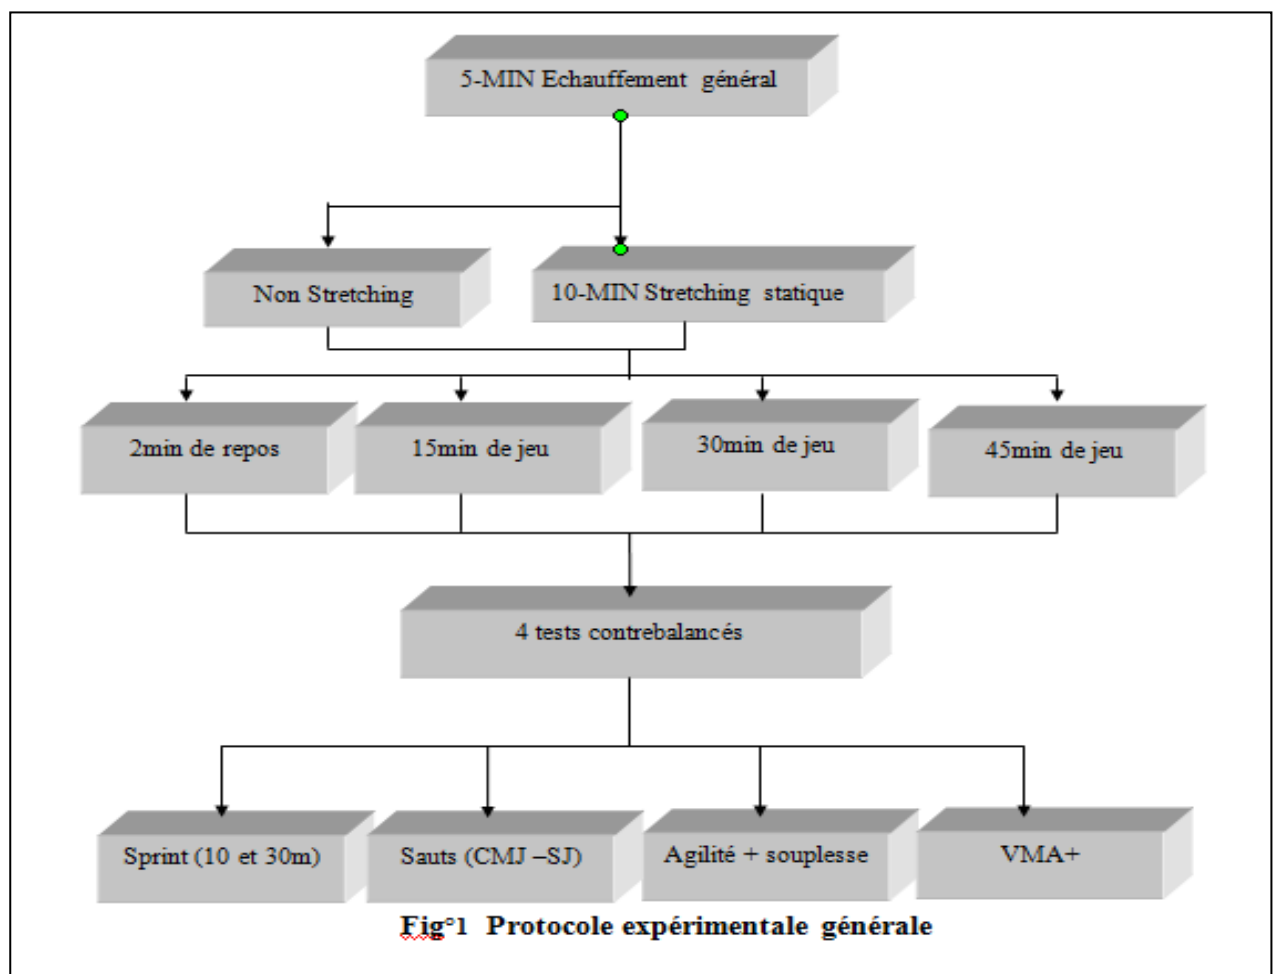 5-MIN Echauffement général
Non Stretching
10-MIN Stretching statique
2min de repos
15min de jeu
30min de jeu
45min de jeu
4 tests contrebalancés
Sprint (10 et 30m)
Sauts (CMJ –SJ)
Agilité + souplesse
VMA+
Fig°1 Protocole expérimentale générale